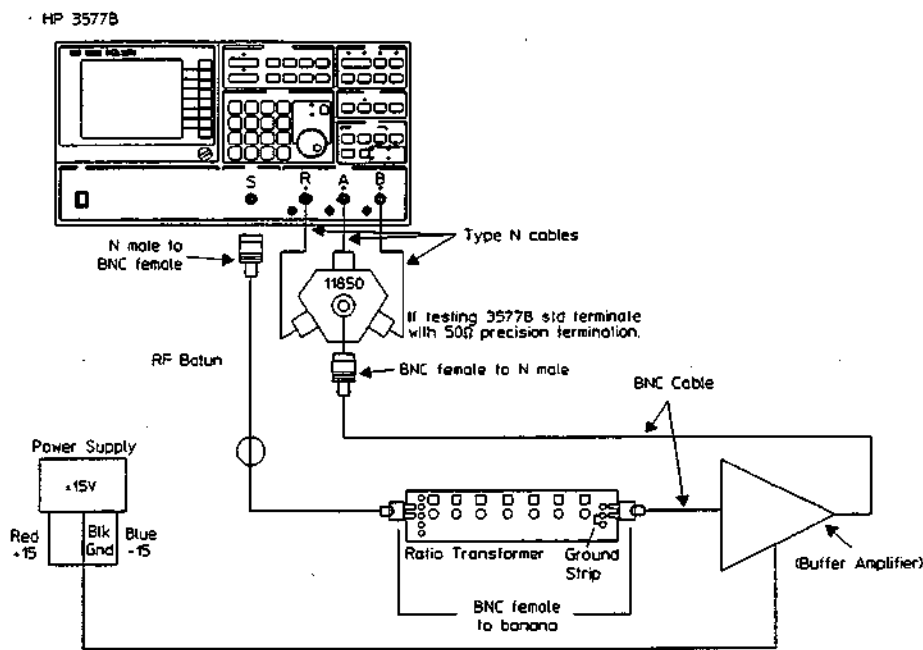 HP 3577B
S
R
A
B
N male to
BNC female
Type N cables
11850
If testing 3577B std terminate
with 50Ω precision termination.
RF Balun
BNC female to N male
BNC Cable
Power Supply
±15V
Red
+15
Blk
Gnd
Blue
-15
Ratio Transformer
Ground
Strip
(Buffer Amplifier)
BNC female
to banana